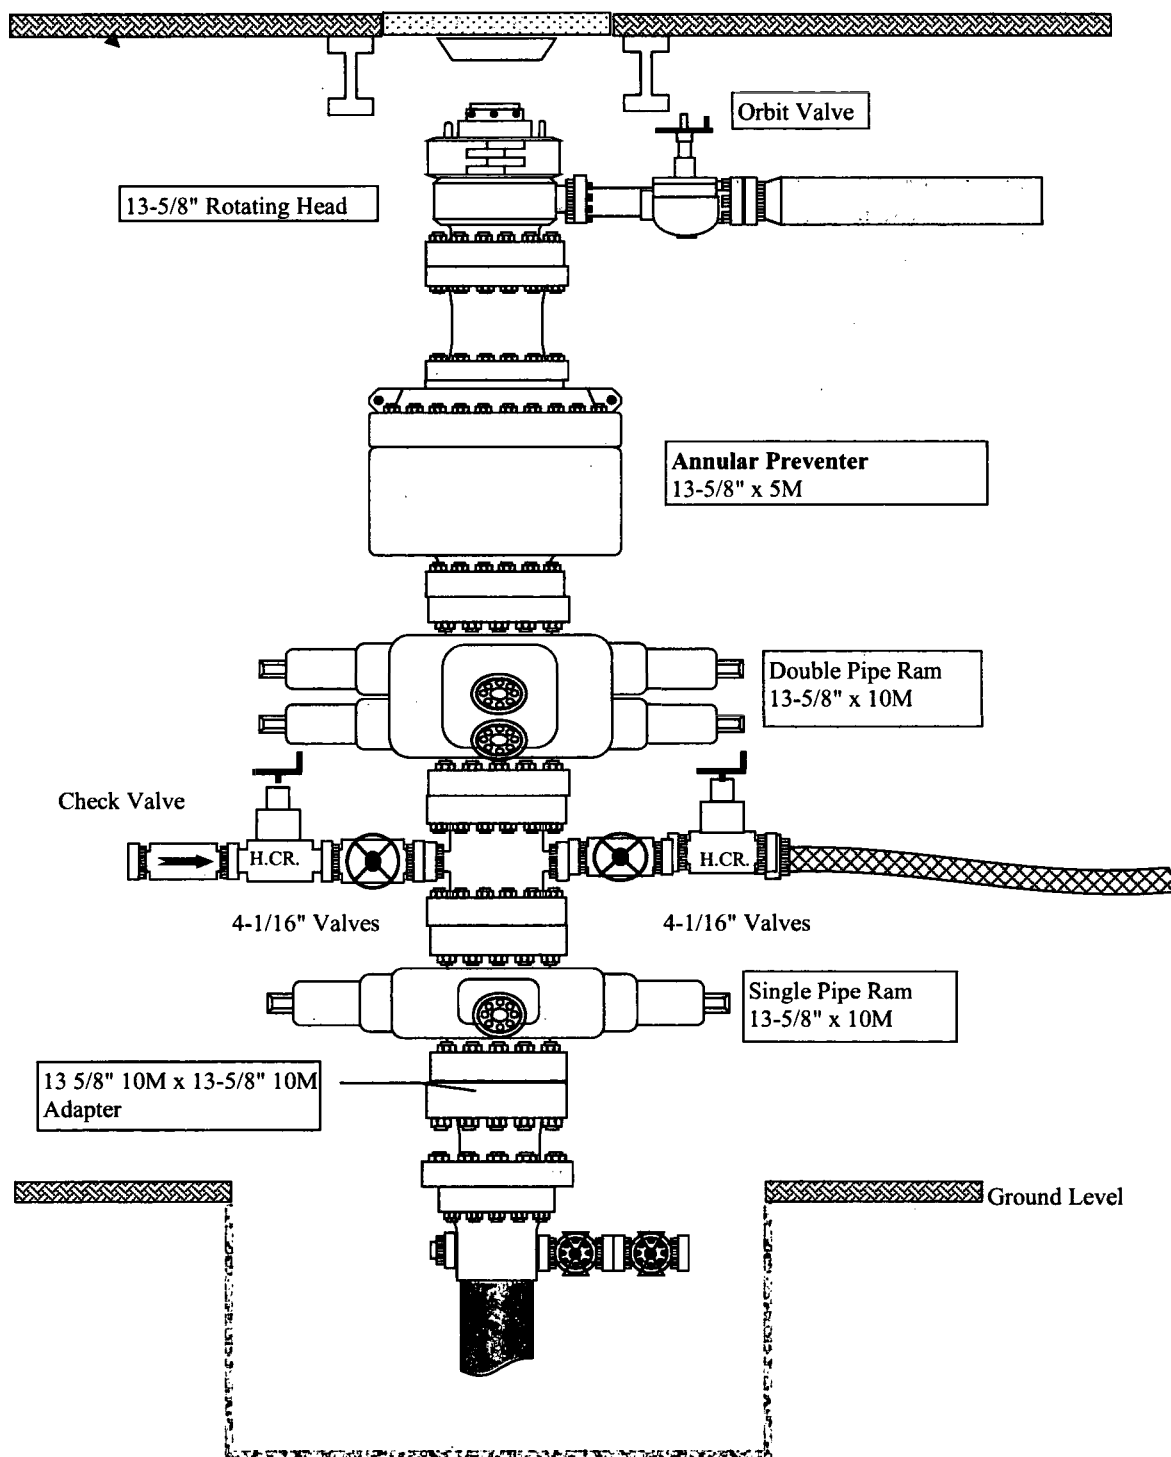 Orbit Valve
13-5/8" Rotating Head
Annular Preventer
13-5/8" x 5M
Double Pipe Ram
13-5/8" x 10M
Check Valve
H.CR.
H.CR.
4-1/16" Valves
4-1/16" Valves
Single Pipe Ram
13-5/8" x 10M
13 5/8" 10M x 13-5/8" 10M
Adapter
Ground Level